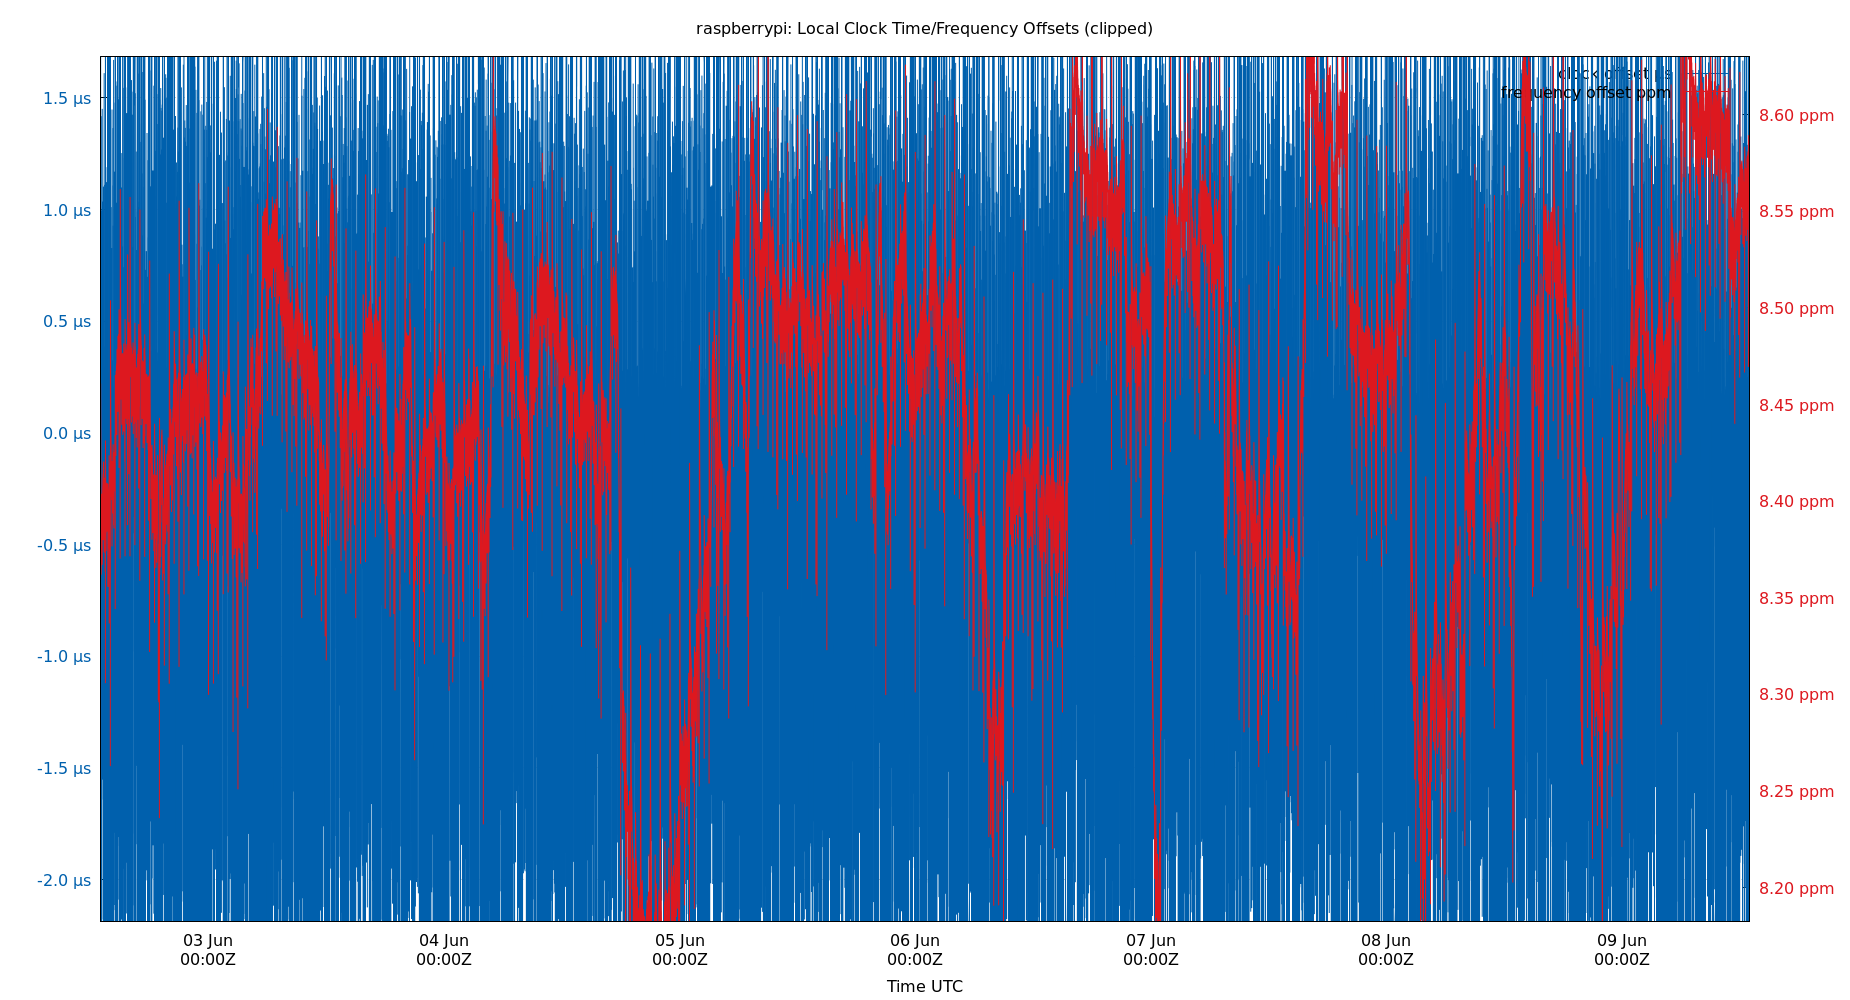 raspberrypi: Local Clock Time/Frequency Offsets (clipped)
clock offset µs
frequency offset ppm
1.5 µs
1.0 µs
0.5 µs
0.0 µs
-0.5 µs
-1.0 µs
-1.5 µs
-2.0 µs
8.60 ppm
8.55 ppm
8.50 ppm
8.45 ppm
8.40 ppm
8.35 ppm
8.30 ppm
8.25 ppm
8.20 ppm
03 Jun 04 Jun 05 Jun 06 Jun 07 Jun 08 Jun 09 Jun
00:00Z 00:00Z 00:00Z 00:00Z 00:00Z 00:00Z 00:00Z
Time UTC